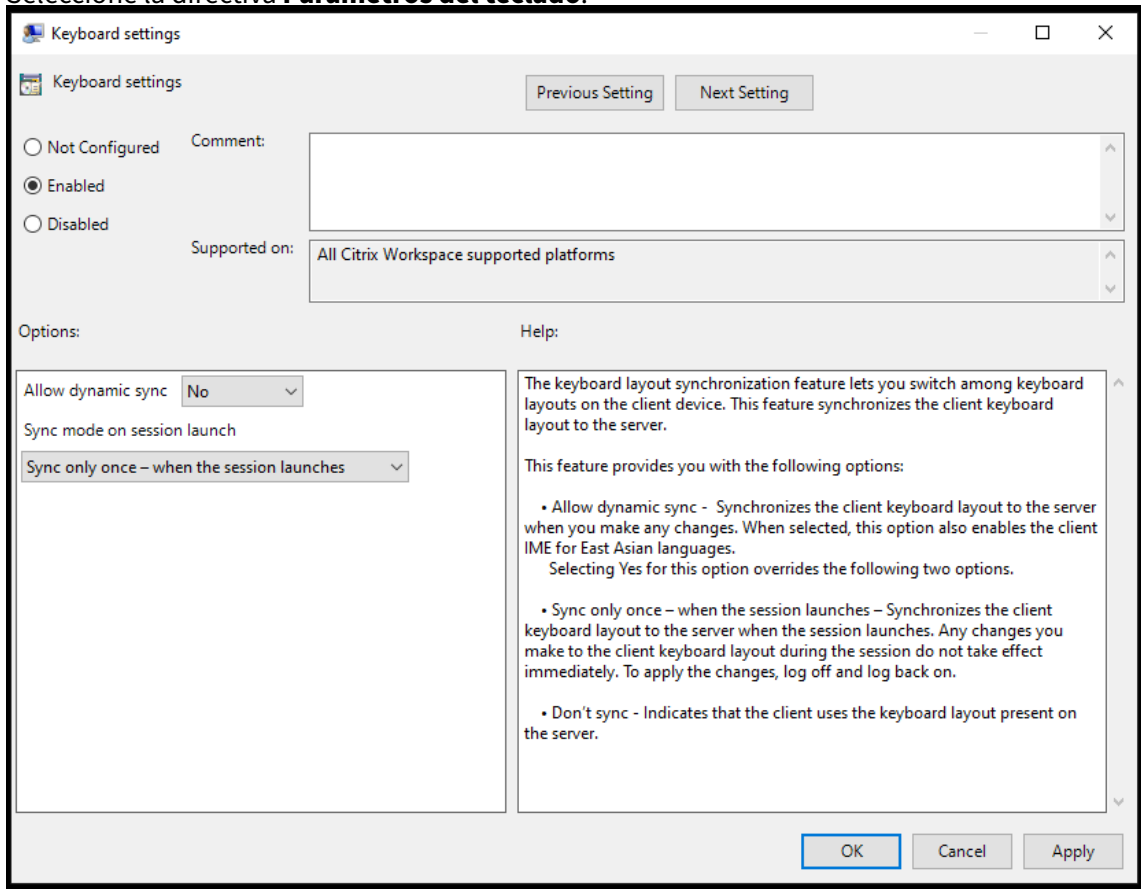 Seleccione la directiva Parámetros del teclado.
Keyboard settings
Keyboard settings
Previous Setting
Next Setting
Not Configured
Comment:
Enabled
Disabled
Supported on:
All Citrix Workspace supported platforms
Options:
Help:
Allow dynamic sync No
Sync mode on session launch
Sync only once – when the session launches
The keyboard layout synchronization feature lets you switch among keyboard
layouts on the client device. This feature synchronizes the client keyboard
layout to the server.
This feature provides you with the following options:
• Allow dynamic sync - Synchronizes the client keyboard layout to the server
when you make any changes. When selected, this option also enables the client
IME for East Asian languages.
Selecting Yes for this option overrides the following two options.
• Sync only once – when the session launches – Synchronizes the client
keyboard layout to the server when the session launches. Any changes you
make to the client keyboard layout during the session do not take effect
immediately. To apply the changes, log off and log back on.
• Don't sync - Indicates that the client uses the keyboard layout present on
the server.
OK
Cancel
Apply